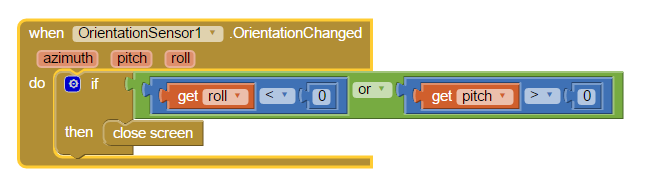 when OrientationSensor1 .OrientationChanged
azimuth pitch roll
do if get roll < 0 or get pitch > 0
then close screen